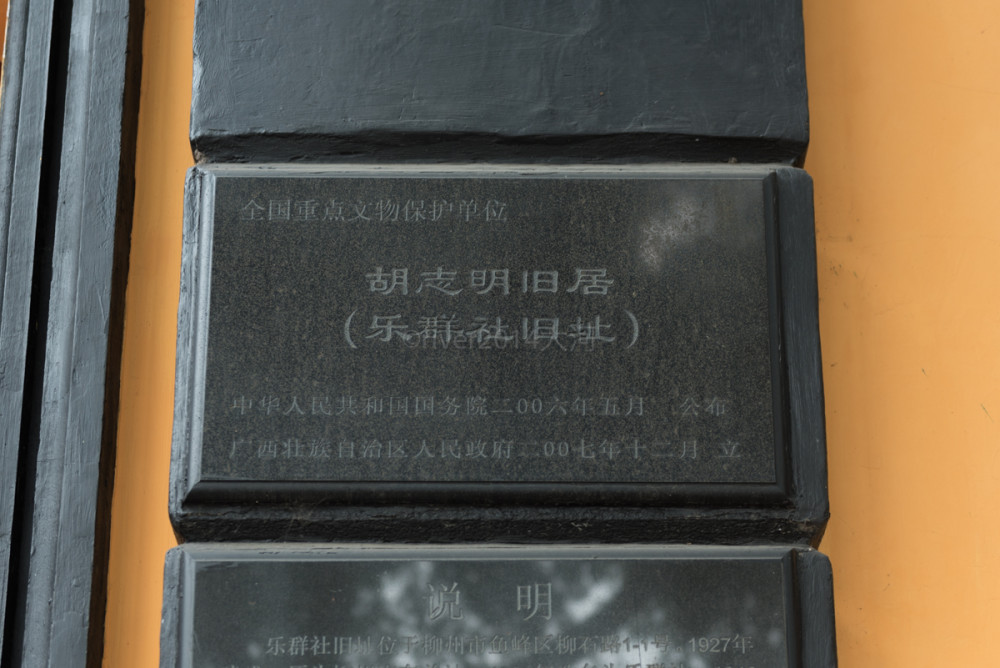 全国重点文物保护单位
胡志明旧居
(乐群社旧址)
中华人民共和国国务院二00六年五月 公布
广西壮族自治区人民政府二00七年十二月 立
说 明
乐群社旧址位于柳州市鱼峰区柳石路1-1号。1927年